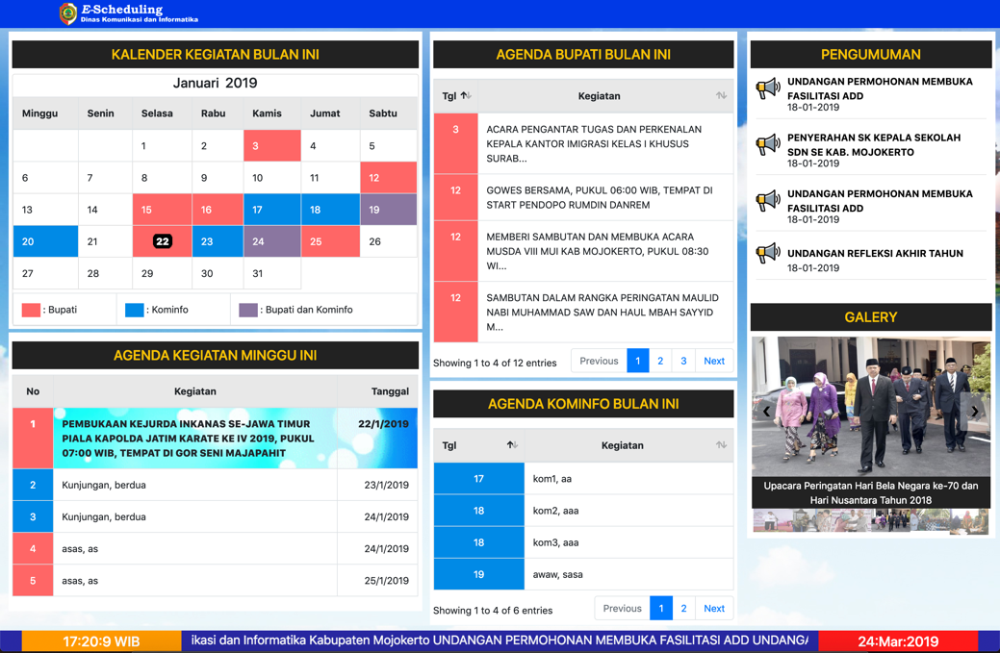 E-Scheduling
Dinas Komunikasi dan Informatika
KALENDER KEGIATAN BULAN INI
Januari 2019
Minggu Senin Selasa Rabu Kamis Jumat Sabtu
1 2 3 4 5
6 7 8 9 10 11 12
13 14 15 16 17 18 19
20 21 22 23 24 25 26
27 28 29 30 31
: Bupati : Kominfo : Bupati dan Kominfo
AGENDA KEGIATAN MINGGU INI
No Kegiatan Tanggal
1 PEMBUKAAN KEJURDA INKANAS SE-JAWA TIMUR 22/1/2019
PIALA KAPOLDA JATIM KARATE KE IV 2019, PUKUL
07:00 WIB, TEMPAT DI GOR SENI MAJAPAHIT
2 Kunjungan, berdua 23/1/2019
3 Kunjungan, berdua 24/1/2019
4 asas, as 24/1/2019
5 asas, as 25/1/2019
AGENDA BUPATI BULAN INI
Tgl Kegiatan
3 ACARA PENGANTAR TUGAS DAN PERKENALAN
KEPALA KANTOR IMIGRASI KELAS I KHUSUS
SURAB...
12 GOWES BERSAMA, PUKUL 06:00 WIB, TEMPAT DI
START PENDOPO RUMDIN DANREM
12 MEMBERI SAMBUTAN DAN MEMBUKA ACARA
MUSDA VIII MUI KAB MOJOKERTO, PUKUL 08:30
WI...
12 SAMBUTAN DALAM RANGKA PERINGATAN MAULID
NABI MUHAMMAD SAW DAN HAUL MBAH SAYYID
M...
Showing 1 to 4 of 12 entries Previous 1 2 3 Next
AGENDA KOMINFO BULAN INI
Tgl Kegiatan
17 kom1, aa
18 kom2, aaa
18 kom3, aaa
19 awaw, sasa
Showing 1 to 4 of 6 entries Previous 1 2 Next
PENGUMUMAN
UNDANGAN PERMOHONAN MEMBUKA
FASILITASI ADD
18-01-2019
PENYERAHAN SK KEPALA SEKOLAH
SDN SE KAB. MOJOKERTO
18-01-2019
UNDANGAN PERMOHONAN MEMBUKA
FASILITASI ADD
18-01-2019
UNDANGAN REFLEKSI AKHIR TAHUN
18-01-2019
GALERY
Upacara Peringatan Hari Bela Negara ke-70 dan
Hari Nusantara Tahun 2018
17:20:9 WIB ikasi dan Informatika Kabupaten Mojokerto UNDANGAN PERMOHONAN MEMBUKA FASILITASI ADD UNDANGA 24:Mar:2019